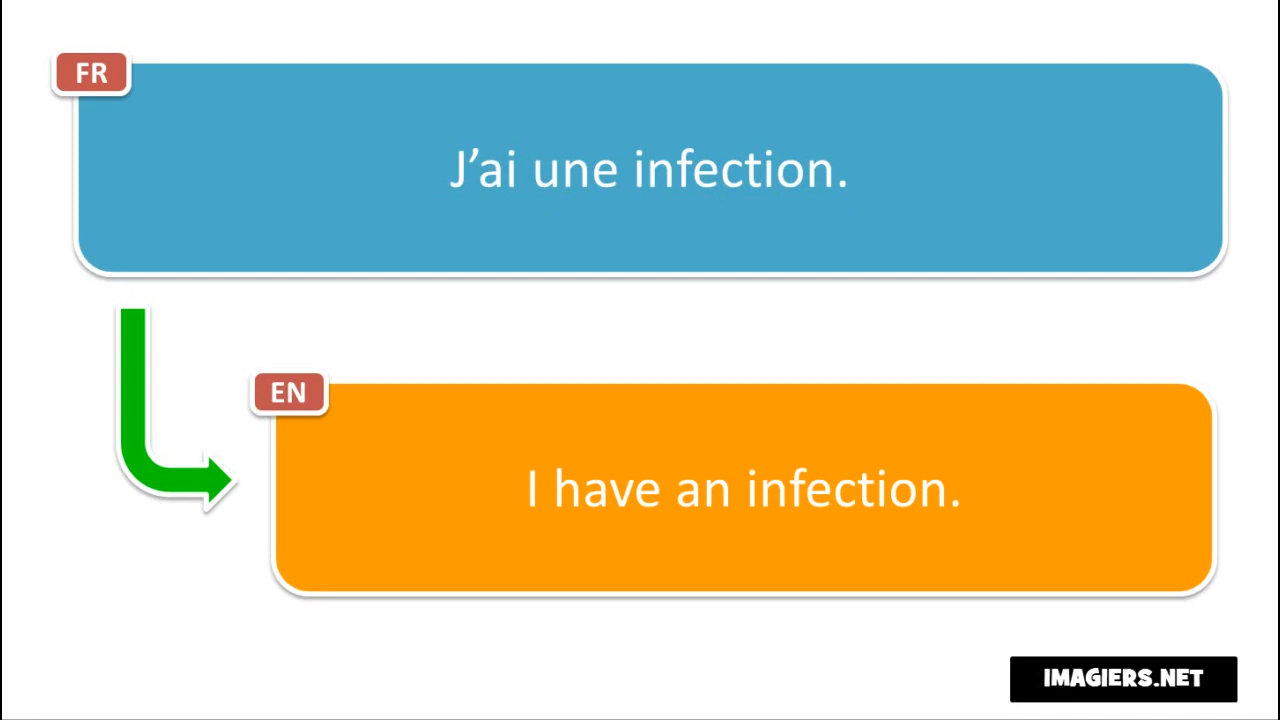 FR
J’ai une infection.
EN
I have an infection.
IMAGIERS.NET